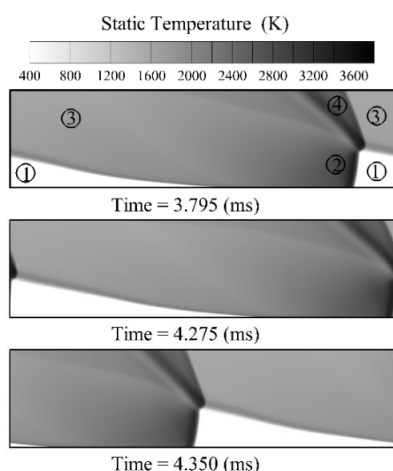 Static Temperature (K)
400 800 1200 1600 2000 2400 2800 3200 3600
④ ③
③
② ①
①
Time = 3.795 (ms)
Time = 4.275 (ms)
Time = 4.350 (ms)